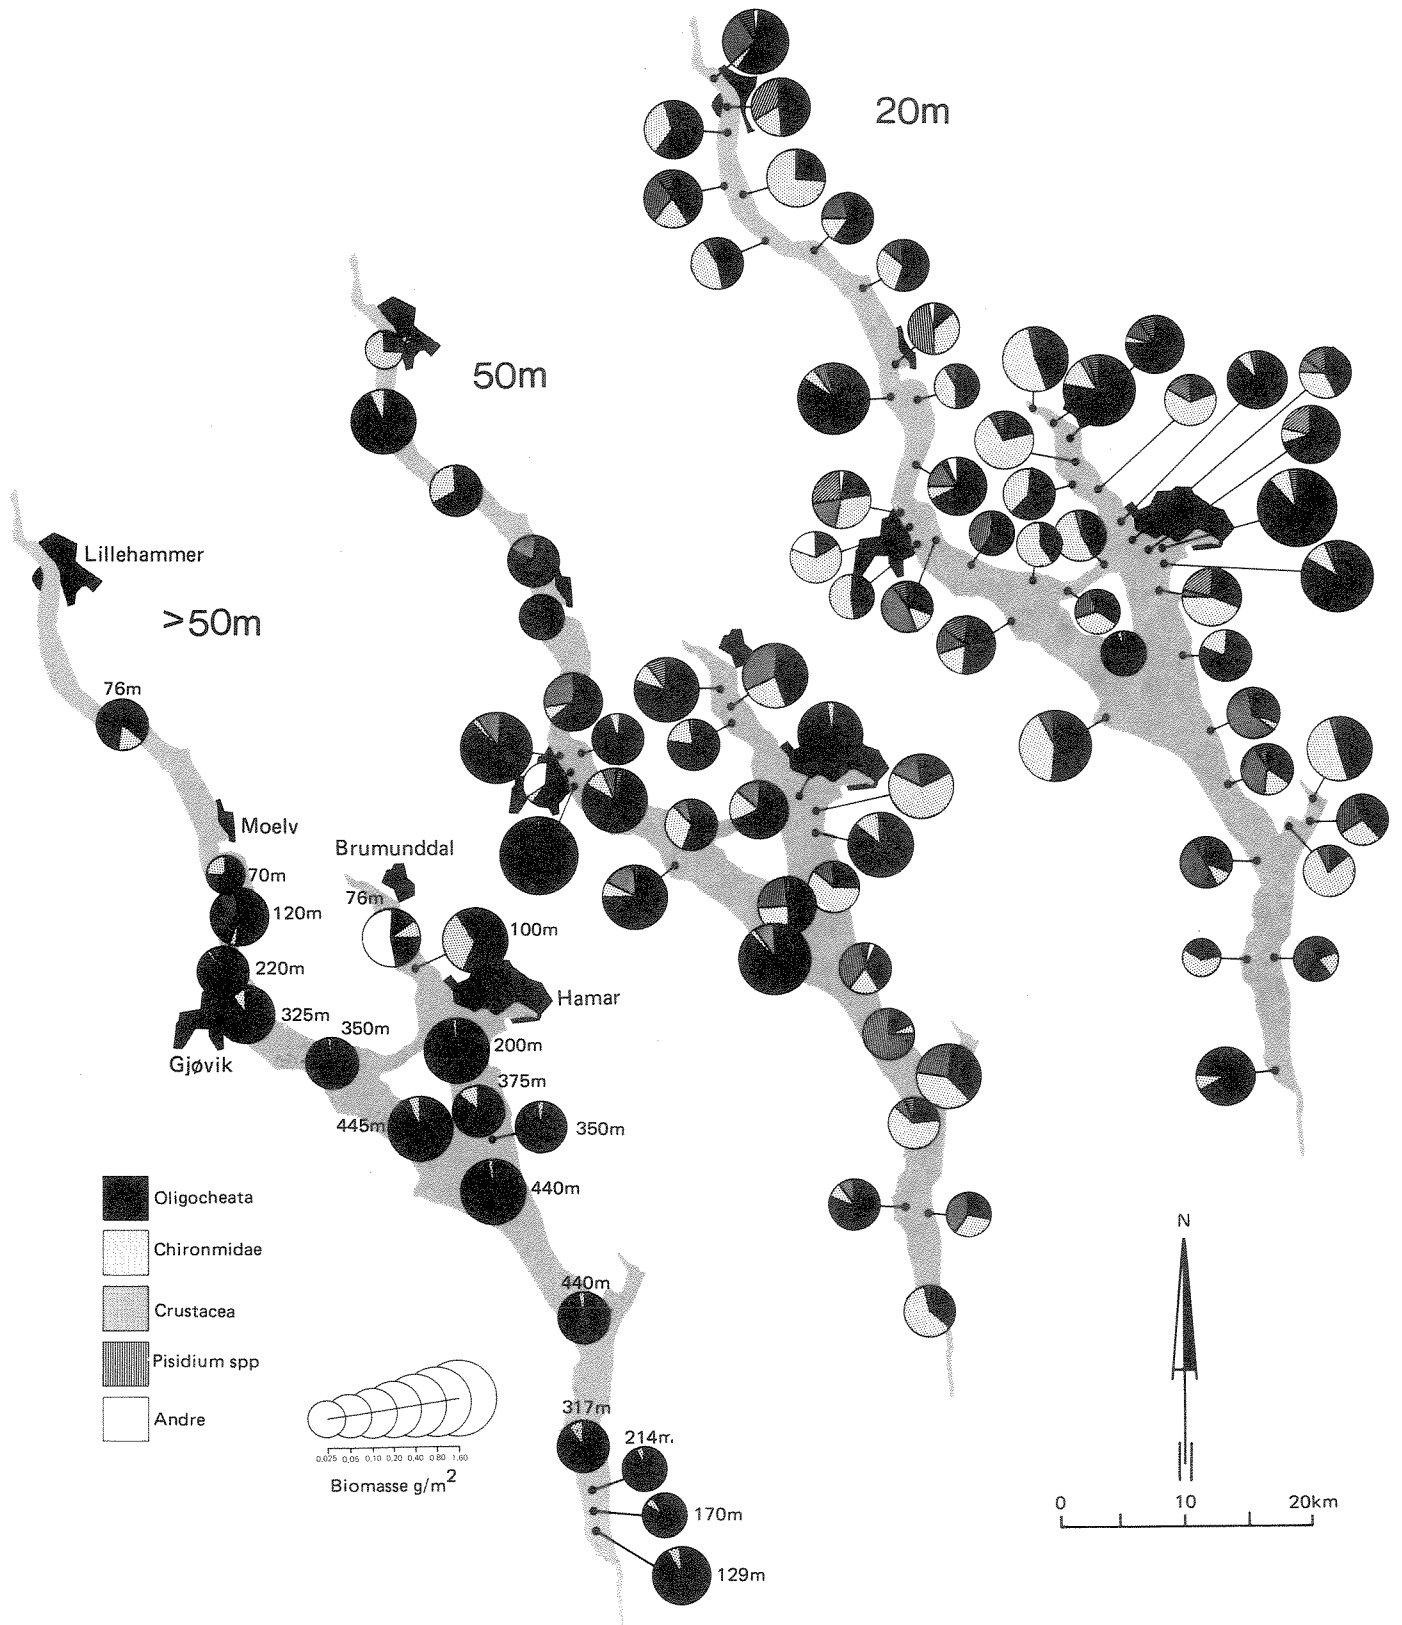 20m
50m
>50m
Lillehammer
76m
Moelv
Brumunddal
70m
76m
120m
100m
220m
Hamar
325m
350m
200m
Gjøvik
375m
445m
350m
440m
Oligocheata
Chironmidae
Crustacea
Pisidium spp
Andre
440m
317m
214m
170m
129m
0,025 0,05 0,10 0,20 0,40 0,80 1,60
Biomasse g/m²
N
0 10 20km